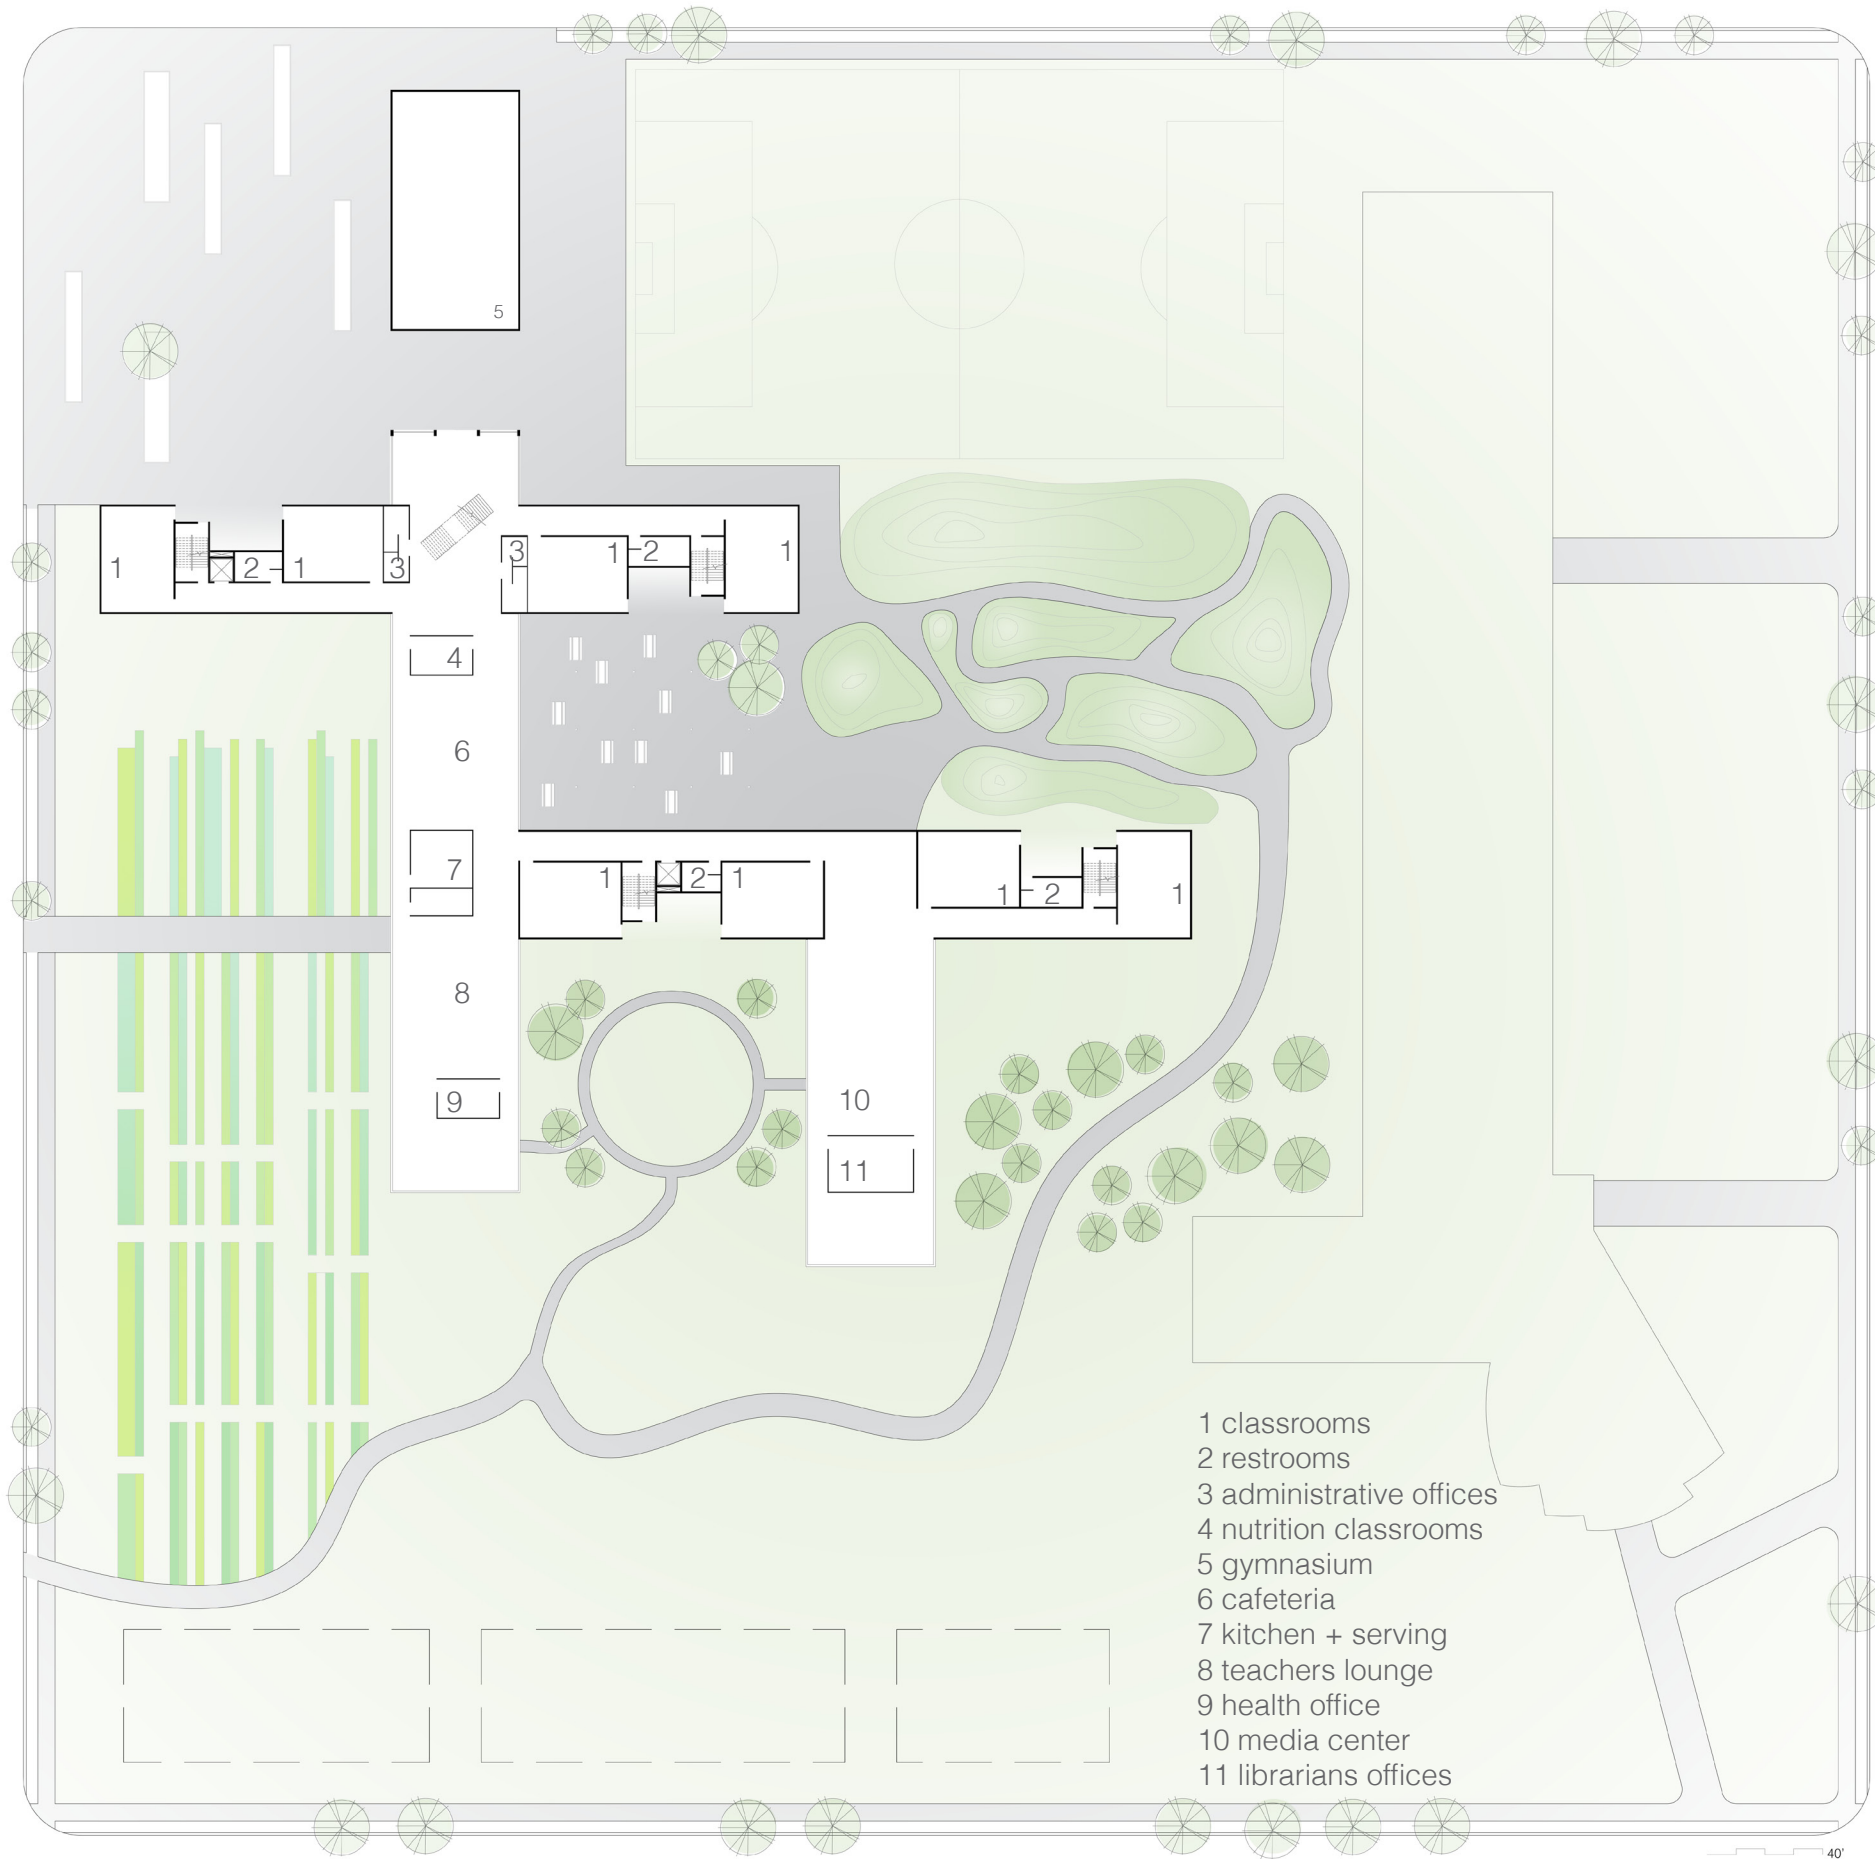 5
3
1
2
1
1
2
1
3
4
6
7
1
2
1
1
2
1
8
9
10
11
1 classrooms
2 restrooms
3 administrative offices
4 nutrition classrooms
5 gymnasium
6 cafeteria
7 kitchen + serving
8 teachers lounge
9 health office
10 media center
11 librarians offices
40'